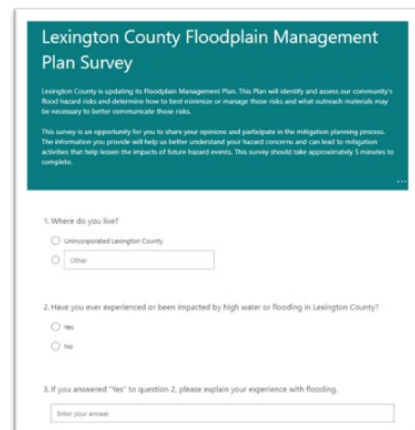 Lexington County Floodplain Management
Plan Survey
Lexington County is updating its Floodplain Management Plan. This Plan will identify and assess our community's
flood hazard risks and determine how to best minimize or manage those risks and what outreach materials may
be necessary to better communicate those risks.
This survey is an opportunity for you to share your opinions and participate in the mitigation planning process.
The information you provide will help us better understand your hazard concerns and can lead to mitigation
activities that help lessen the impacts of future hazard events. This survey should take approximately 5 minutes to
complete.
...
1. Where do you live?
Unincorporated Lexington County
Other
2. Have you ever experienced or been impacted by high water or flooding in Lexington County?
Yes
No
3. If you answered "Yes" to question 2, please explain your experience with flooding.
Enter your answer